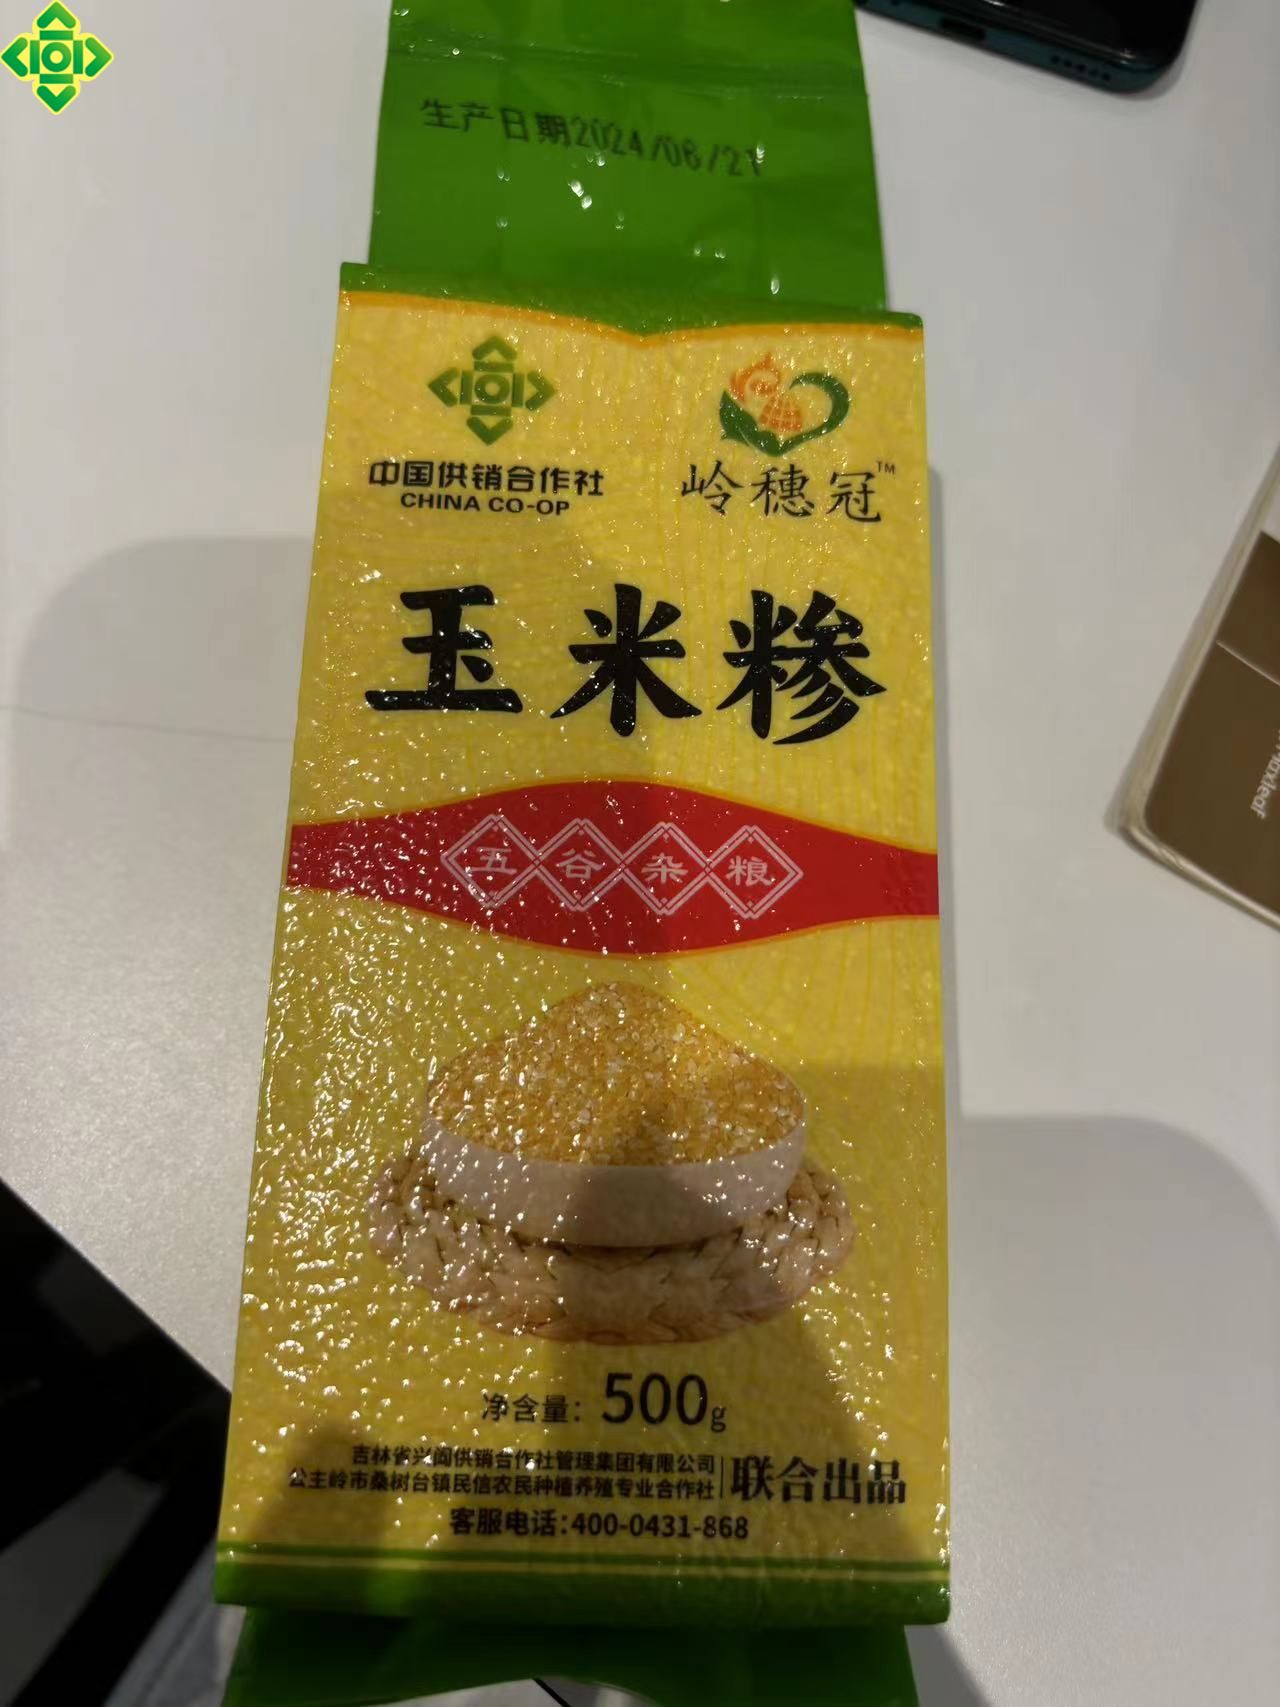 生产日期2024/08/21
中国供销合作社
CHINA CO-OP
岭穗冠
TM
玉米糁
五谷杂粮
净含量：500g
吉林省兴闾供销合作社管理集团有限公司
公主岭市桑树台镇民信农民种植养殖专业合作社
联合出品
客服电话：400-0431-868